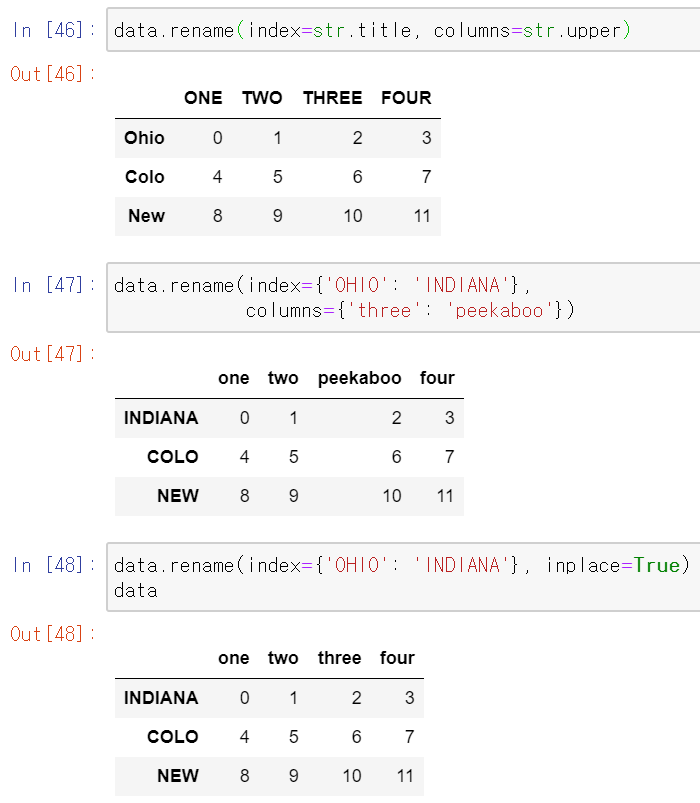 In [46]: data.rename(index=str.title, columns=str.upper)
Out[46]:
ONE TWO THREE FOUR
Ohio 0 1 2 3
Colo 4 5 6 7
New 8 9 10 11
In [47]: data.rename(index={'OHIO': 'INDIANA'},
columns={'three': 'peekaboo'})
Out[47]:
one two peekaboo four
INDIANA 0 1 2 3
COLO 4 5 6 7
NEW 8 9 10 11
In [48]: data.rename(index={'OHIO': 'INDIANA'}, inplace=True)
data
Out[48]:
one two three four
INDIANA 0 1 2 3
COLO 4 5 6 7
NEW 8 9 10 11